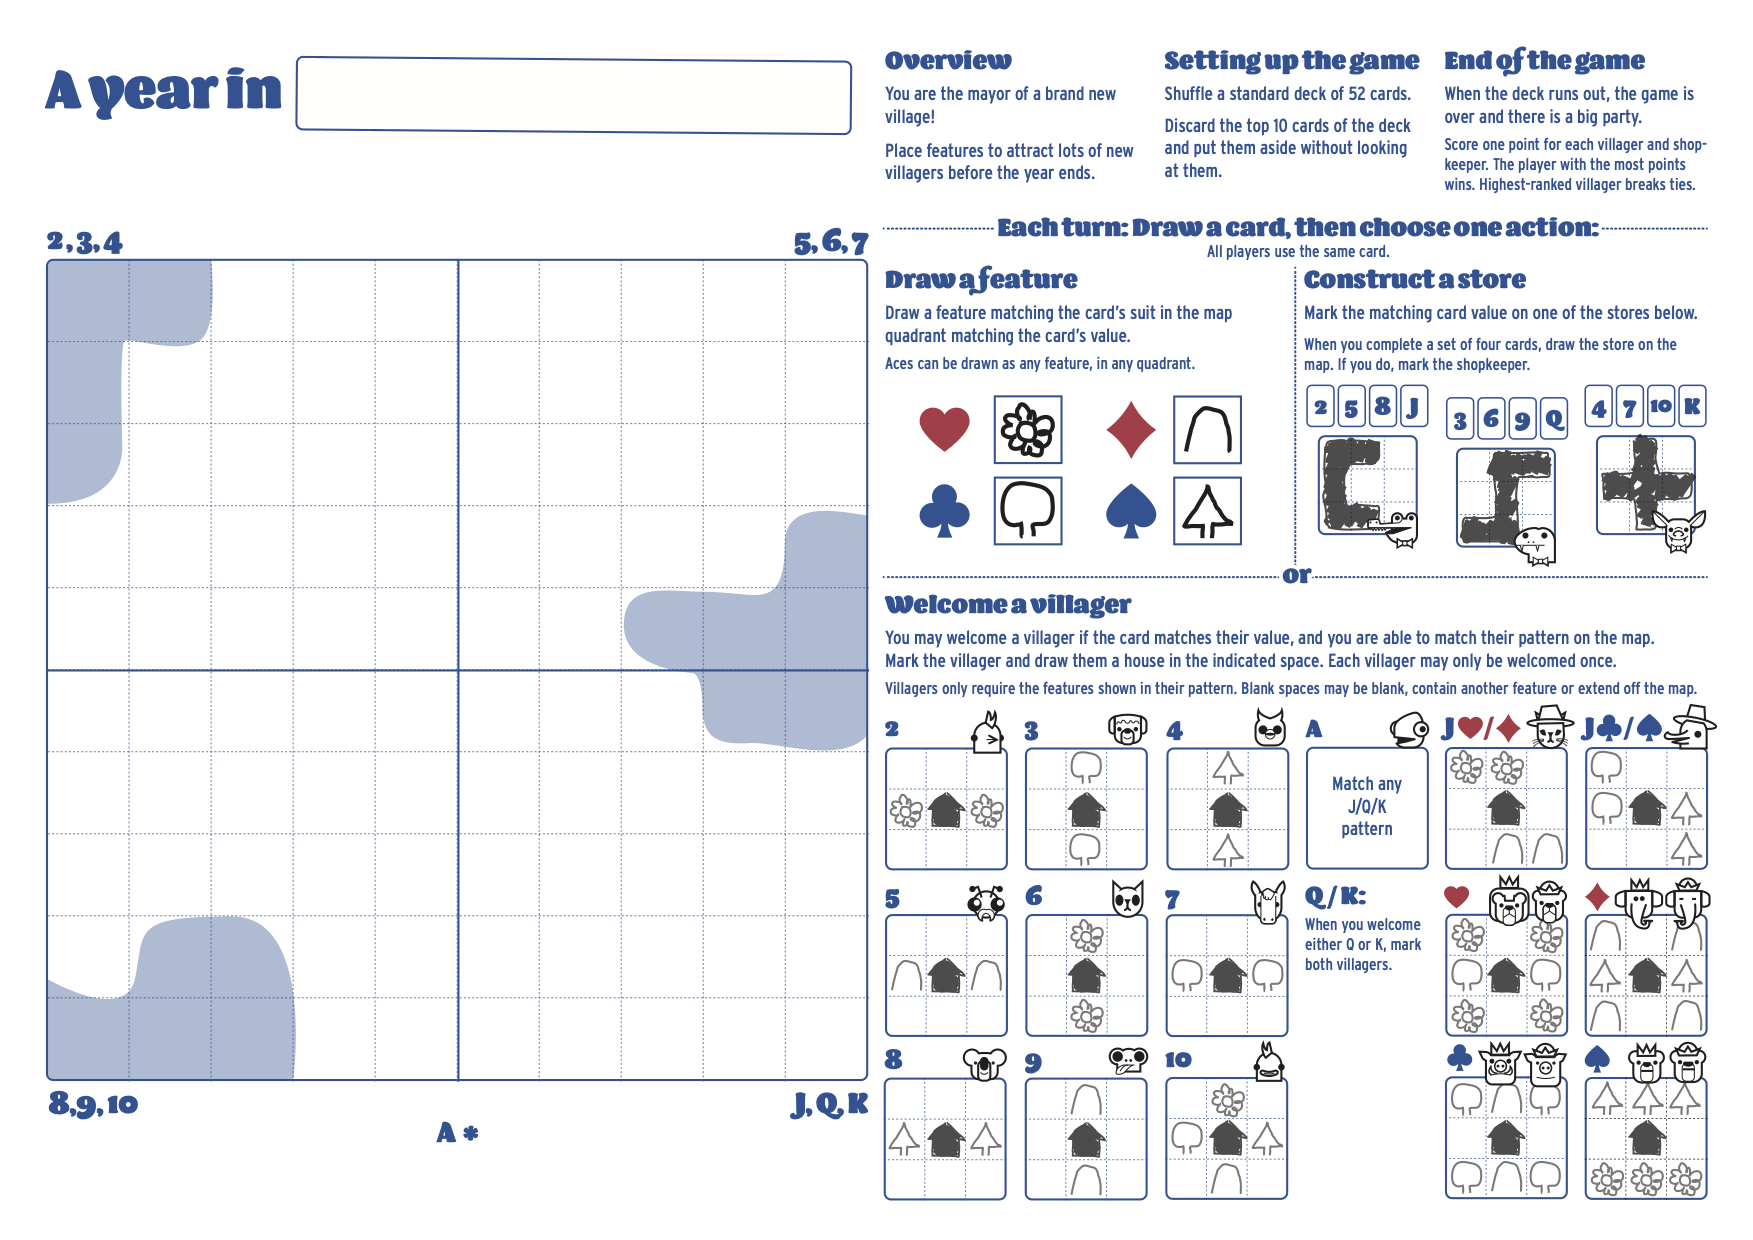 A year in
2, 3, 4
5, 6, 7
8, 9, 10
J, Q, K
A *
Overview
You are the mayor of a brand new
village!
Place features to attract lots of new
villagers before the year ends.
Setting up the game
Shuffle a standard deck of 52 cards.
Discard the top 10 cards of the deck
and put them aside without looking
at them.
End of the game
When the deck runs out, the game is
over and there is a big party.
Score one point for each villager and shop-
keeper. The player with the most points
wins. Highest-ranked villager breaks ties.
Each turn: Draw a card, then choose one action:
All players use the same card.
Draw a feature
Draw a feature matching the card's suit in the map
quadrant matching the card's value.
Aces can be drawn as any feature, in any quadrant.
Construct a store
Mark the matching card value on one of the stores below.
When you complete a set of four cards, draw the store on the
map. If you do, mark the shopkeeper.
2 5 8 J
3 6 9 Q
4 7 10 K
or
Welcome a villager
You may welcome a villager if the card matches their value, and you are able to match their pattern on the map.
Mark the villager and draw them a house in the indicated space. Each villager may only be welcomed once.
Villagers only require the features shown in their pattern. Blank spaces may be blank, contain another feature or extend off the map.
2
3
4
A
Match any
J/Q/K
pattern
J♥/♦
J♣/♠
5
6
7
Q/K:
When you welcome
either Q or K, mark
both villagers.
♥
♦
8
9
10
♣
♠